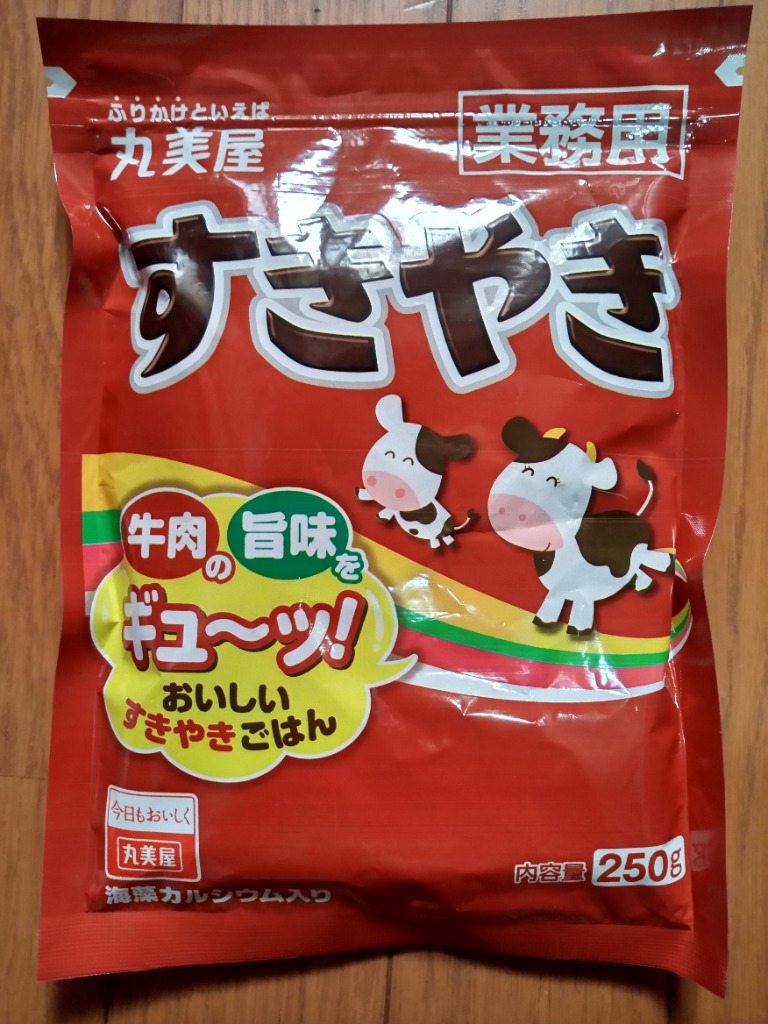 ふりかけといえば
丸美屋
業務用
すきやき
牛肉の旨味を
ギュ〜ッ!
おいしい
すきやきごはん
今日もおいしく
丸美屋
海藻カルシウム入り
内容量 250g